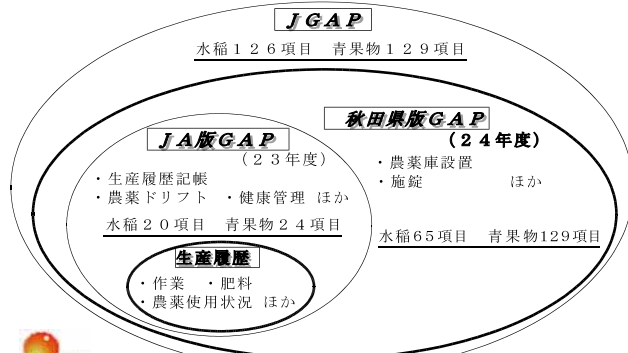 ＪＧＡＰ
水稲１２６項目　青果物１２９項目
秋田県版ＧＡＰ
（２４年度）
・農薬庫設置
・施錠　ほか
水稲65項目　青果物129項目
ＪＡ版ＧＡＰ
（２３年度）
・生産履歴記帳
・農薬ドリフト　・健康管理 ほか
水稲２０項目　青果物２４項目
生産履歴
・作業　・肥料
・農薬使用状況 ほか